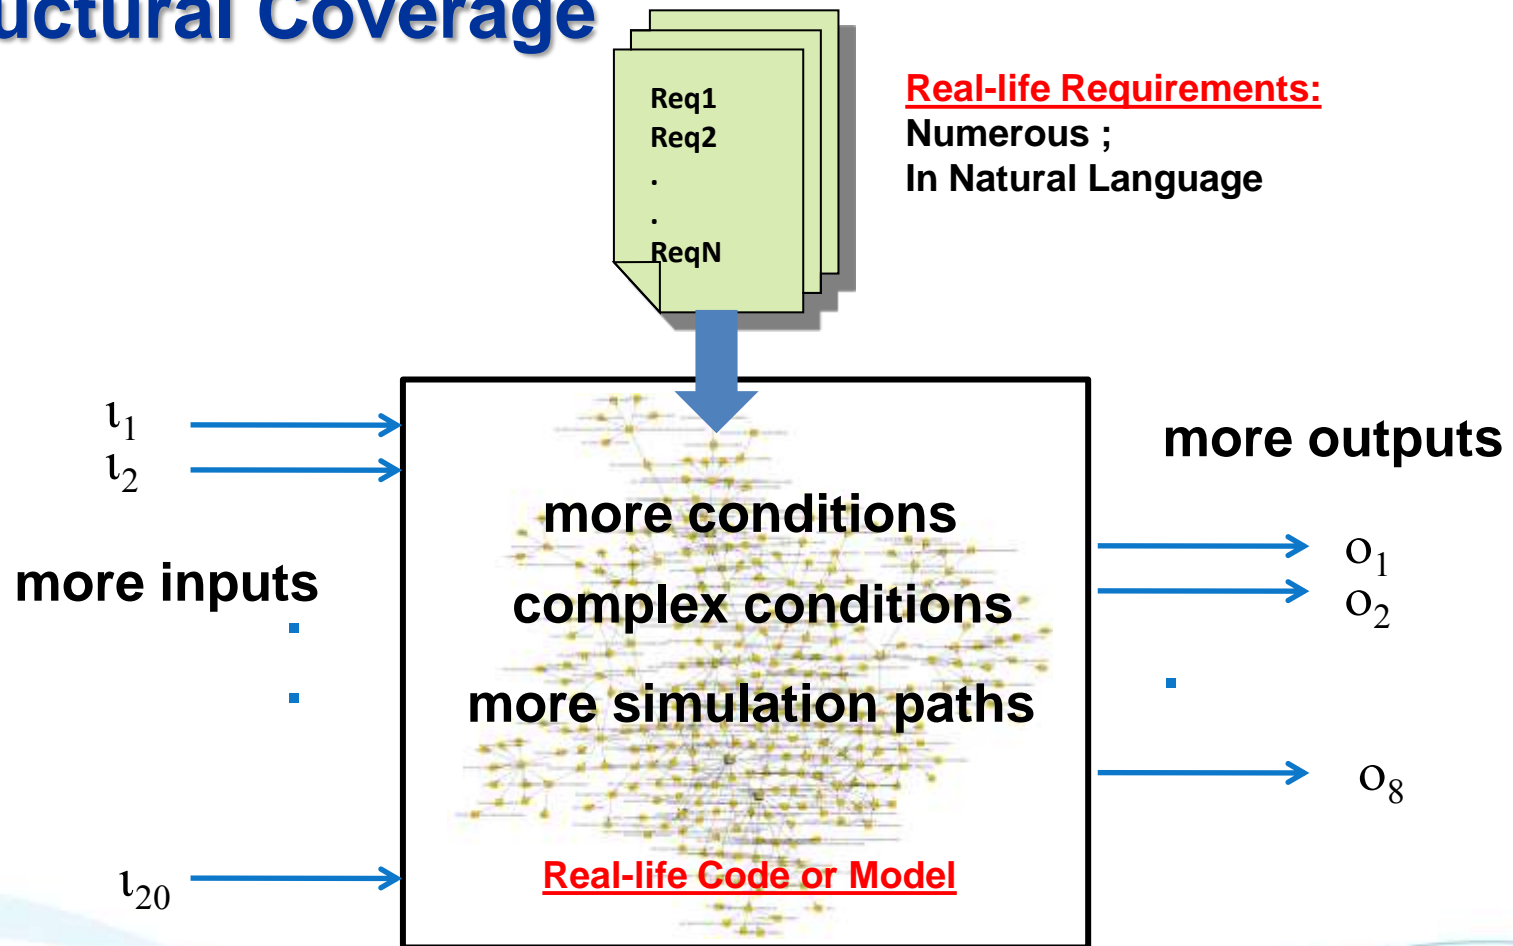 uctural Coverage
Req1
Req2
.
.
ReqN
Real-life Requirements:
Numerous ;
In Natural Language
ι1
ι2
more inputs
ι20
more conditions
complex conditions
more simulation paths
Real-life Code or Model
more outputs
o1
o2
o8